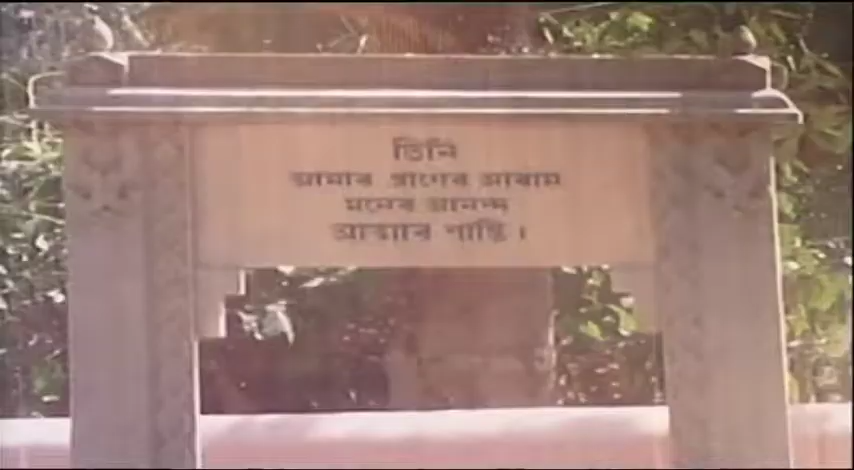 তিনি
আমার প্রাণের আরাম
মনের আনন্দ
আত্মার শান্তি।